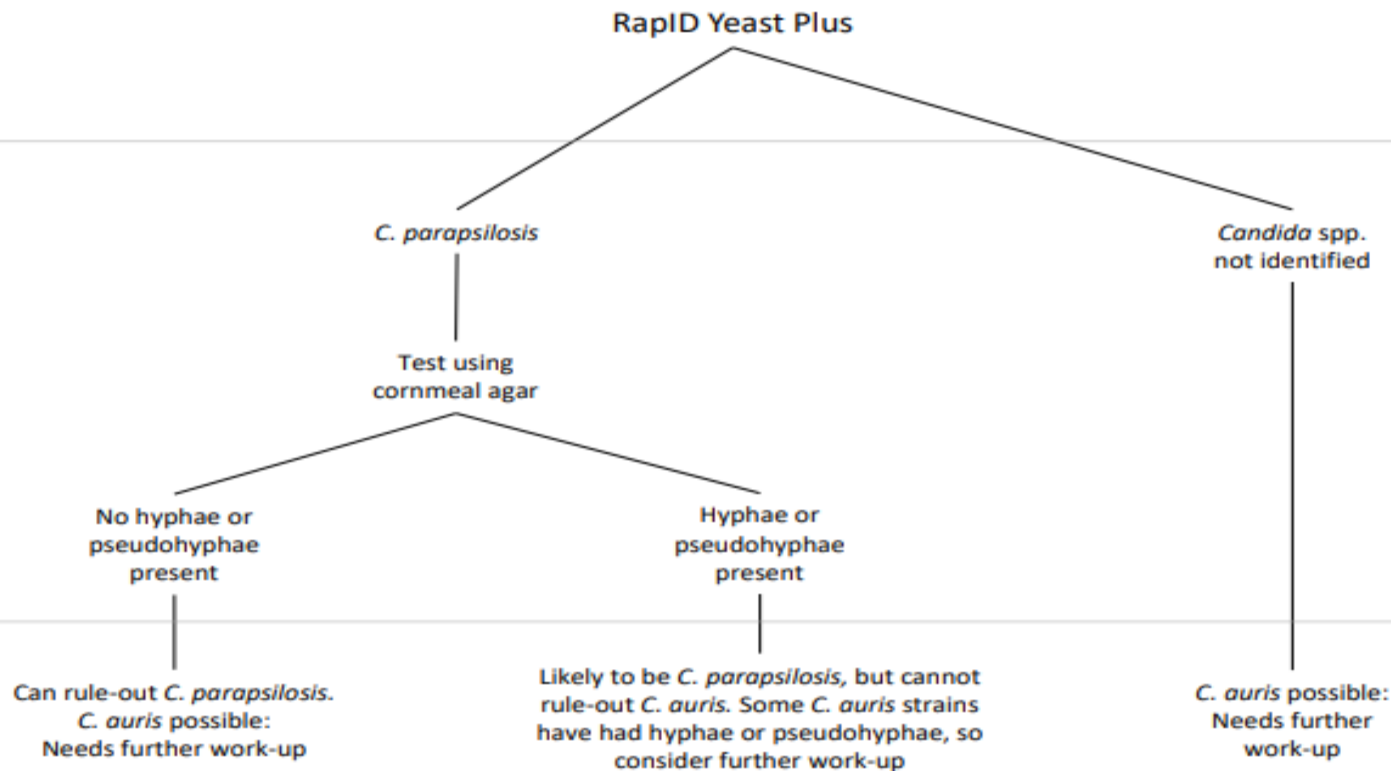 RapID Yeast Plus
C. parapsilosis
Candida spp.
not identified
Test using
cornmeal agar
No hyphae or
pseudohyphae
present
Hyphae or
pseudohyphae
present
Can rule-out C. parapsilosis.
C. auris possible:
Needs further work-up
Likely to be C. parapsilosis, but cannot
rule-out C. auris. Some C. auris strains
have had hyphae or pseudohyphae, so
consider further work-up
C. auris possible:
Needs further
work-up